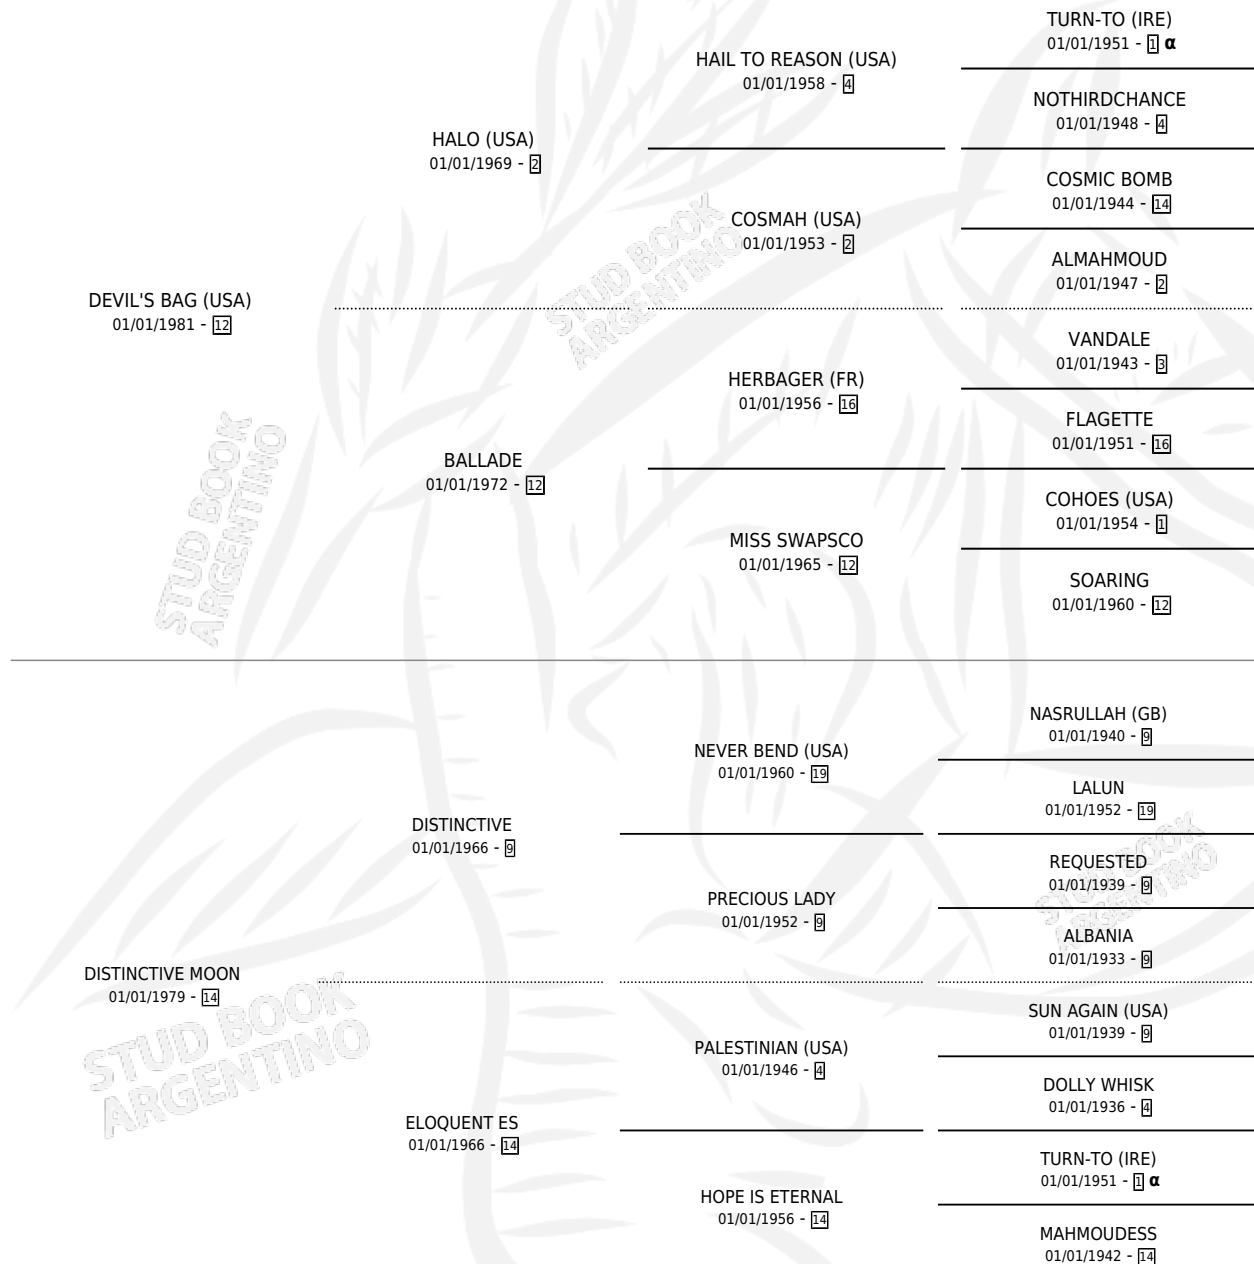 TURN-TO (IRE)
01/01/1951 - 1 α
HAIL TO REASON (USA)
01/01/1958 - 4
NOTHIRDCHANCE
01/01/1948 - 4
HALO (USA)
01/01/1969 - 2
COSMIC BOMB
01/01/1944 - 14
COSMAH (USA)
01/01/1953 - 2
ALMAHMOUD
01/01/1947 - 2
DEVIL'S BAG (USA)
01/01/1981 - 12
VANDALE
01/01/1943 - 3
HERBAGER (FR)
01/01/1956 - 16
FLAGETTE
01/01/1951 - 16
BALLADE
01/01/1972 - 12
COHOES (USA)
01/01/1954 - 1
MISS SWAPSCO
01/01/1965 - 12
SOARING
01/01/1960 - 12
NASRULLAH (GB)
01/01/1940 - 9
NEVER BEND (USA)
01/01/1960 - 19
LALUN
01/01/1952 - 19
DISTINCTIVE
01/01/1966 - 9
REQUESTED
01/01/1939 - 9
PRECIOUS LADY
01/01/1952 - 9
ALBANIA
01/01/1933 - 9
DISTINCTIVE MOON
01/01/1979 - 14
SUN AGAIN (USA)
01/01/1939 - 9
PALESTINIAN (USA)
01/01/1946 - 4
DOLLY WHISK
01/01/1936 - 4
ELOQUENT ES
01/01/1966 - 14
TURN-TO (IRE)
01/01/1951 - 1 α
HOPE IS ETERNAL
01/01/1956 - 14
MAHMOUDESS
01/01/1942 - 14
STUD BOOK
ARGENTINO
STUD BOOK
ARGENTINO
STUD BOOK
ARGENTINO
STUD BOOK
ARGENTINO